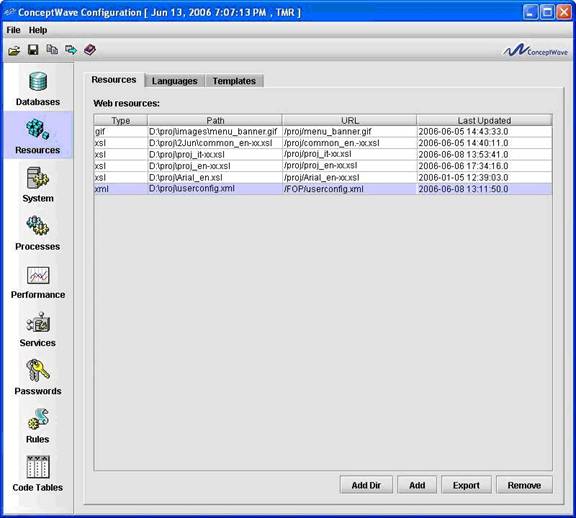 ConceptWave Configuration [ Jun 13, 2006 7:07:13 PM , TMR ]
File Help
ConceptWave
Databases
Resources
System
Processes
Performance
Services
Passwords
Rules
Code Tables
Resources Languages Templates
Web resources:
Type Path URL Last Updated
gif D:\proj\images\menu_banner.gif /proj/menu_banner.gif 2006-06-05 14:43:33.0
xsl D:\proj\2Jun\common_en-xx.xsl /proj/common_en.-xx.xsl 2006-06-05 14:40:11.0
xsl D:\proj\proj_it-xx.xsl /proj/proj_it-xx.xsl 2006-06-08 13:53:41.0
xsl D:\proj\proj_en-xx.xsl /proj/proj_en-xx.xsl 2006-06-06 17:34:16.0
xsl D:\proj\Arial_en.xsl /proj/Arial_en-xx.xsl 2006-01-05 12:39:03.0
xml D:\proj\userconfig.xml /FOP/userconfig.xml 2006-06-08 13:11:50.0
Add Dir Add Export Remove